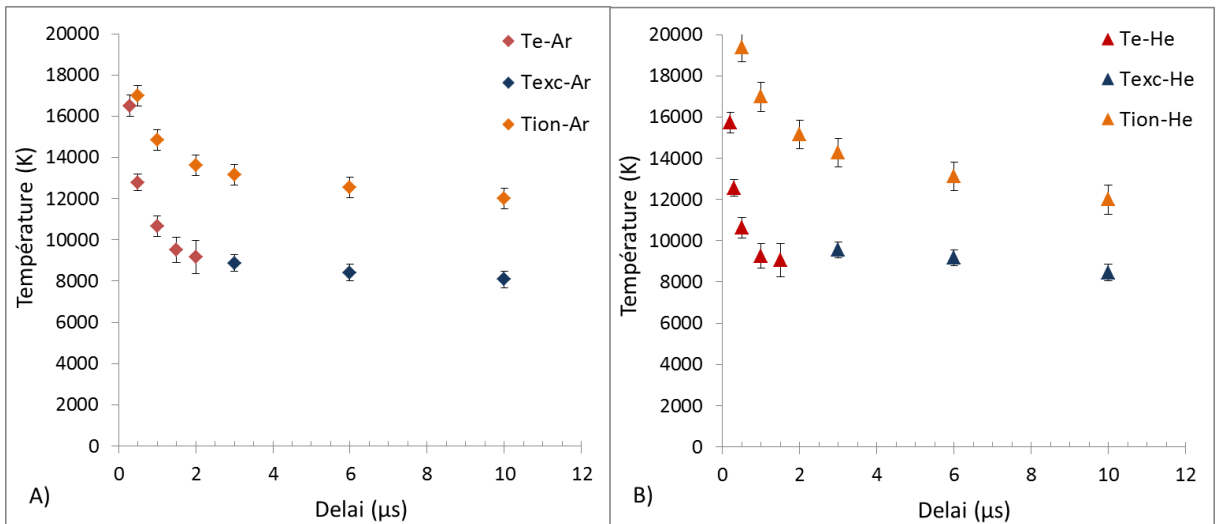 20000
18000
16000
14000
12000
10000
8000
6000
4000
2000
0
Température (K)
0 2 4 6 8 10 12
Delai (µs)
Te-Ar
Texc-Ar
Tion-Ar
A)
20000
18000
16000
14000
12000
10000
8000
6000
4000
2000
0
Température (K)
0 2 4 6 8 10 12
Delai (µs)
Te-He
Texc-He
Tion-He
B)